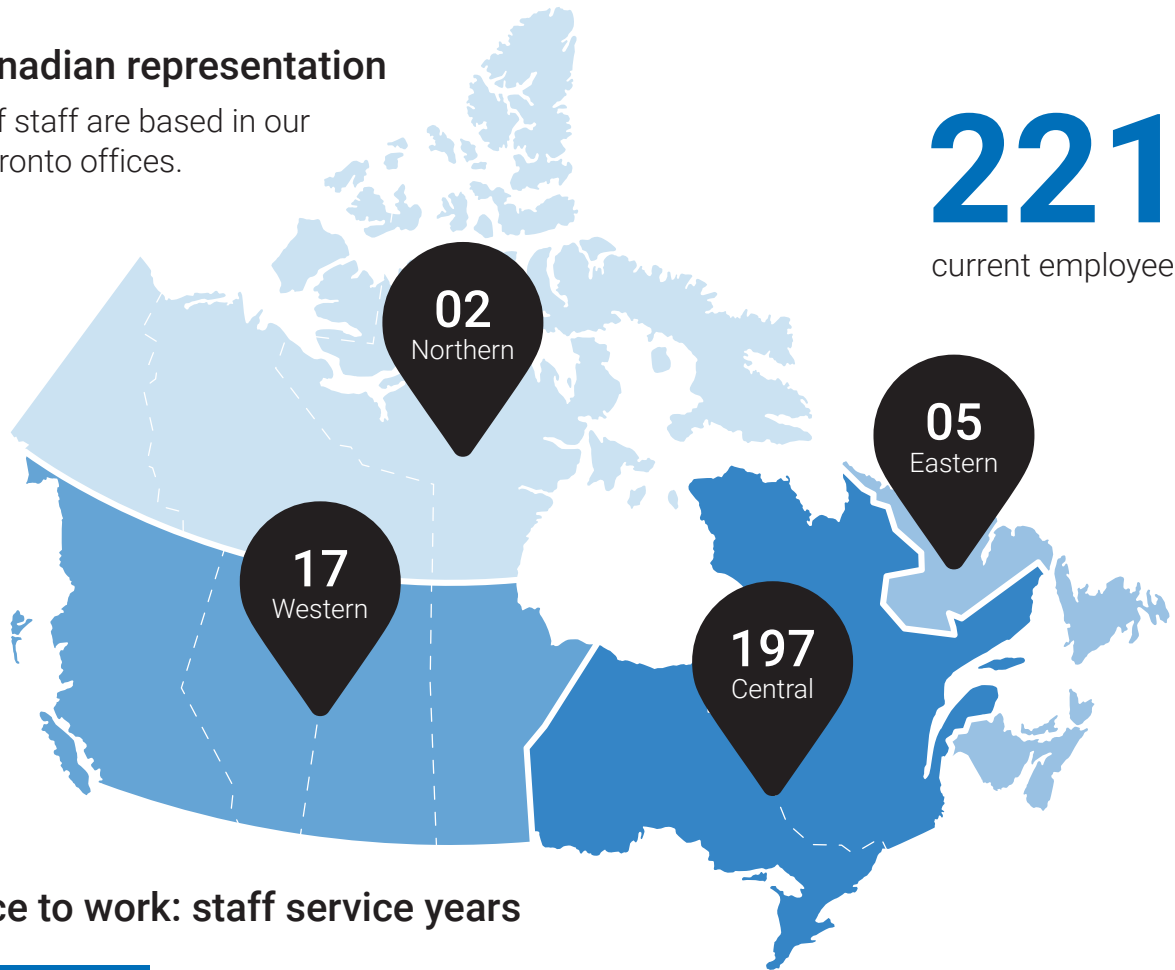 nadian representation
f staff are based in our
ronto offices.
221
current employee
02
Northern
05
Eastern
17
Western
197
Central
ce to work: staff service years